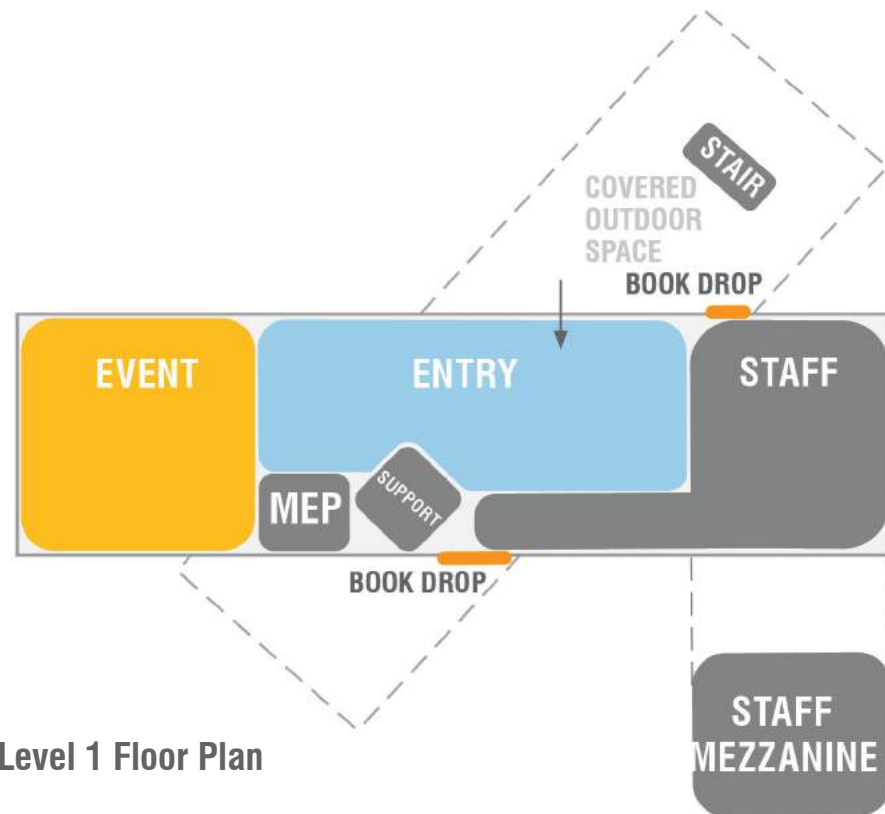 STAIR
COVERED
OUTDOOR
SPACE
BOOK DROP
EVENT
ENTRY
STAFF
MEP
SUPPORT
BOOK DROP
STAFF
MEZZANINE
Level 1 Floor Plan